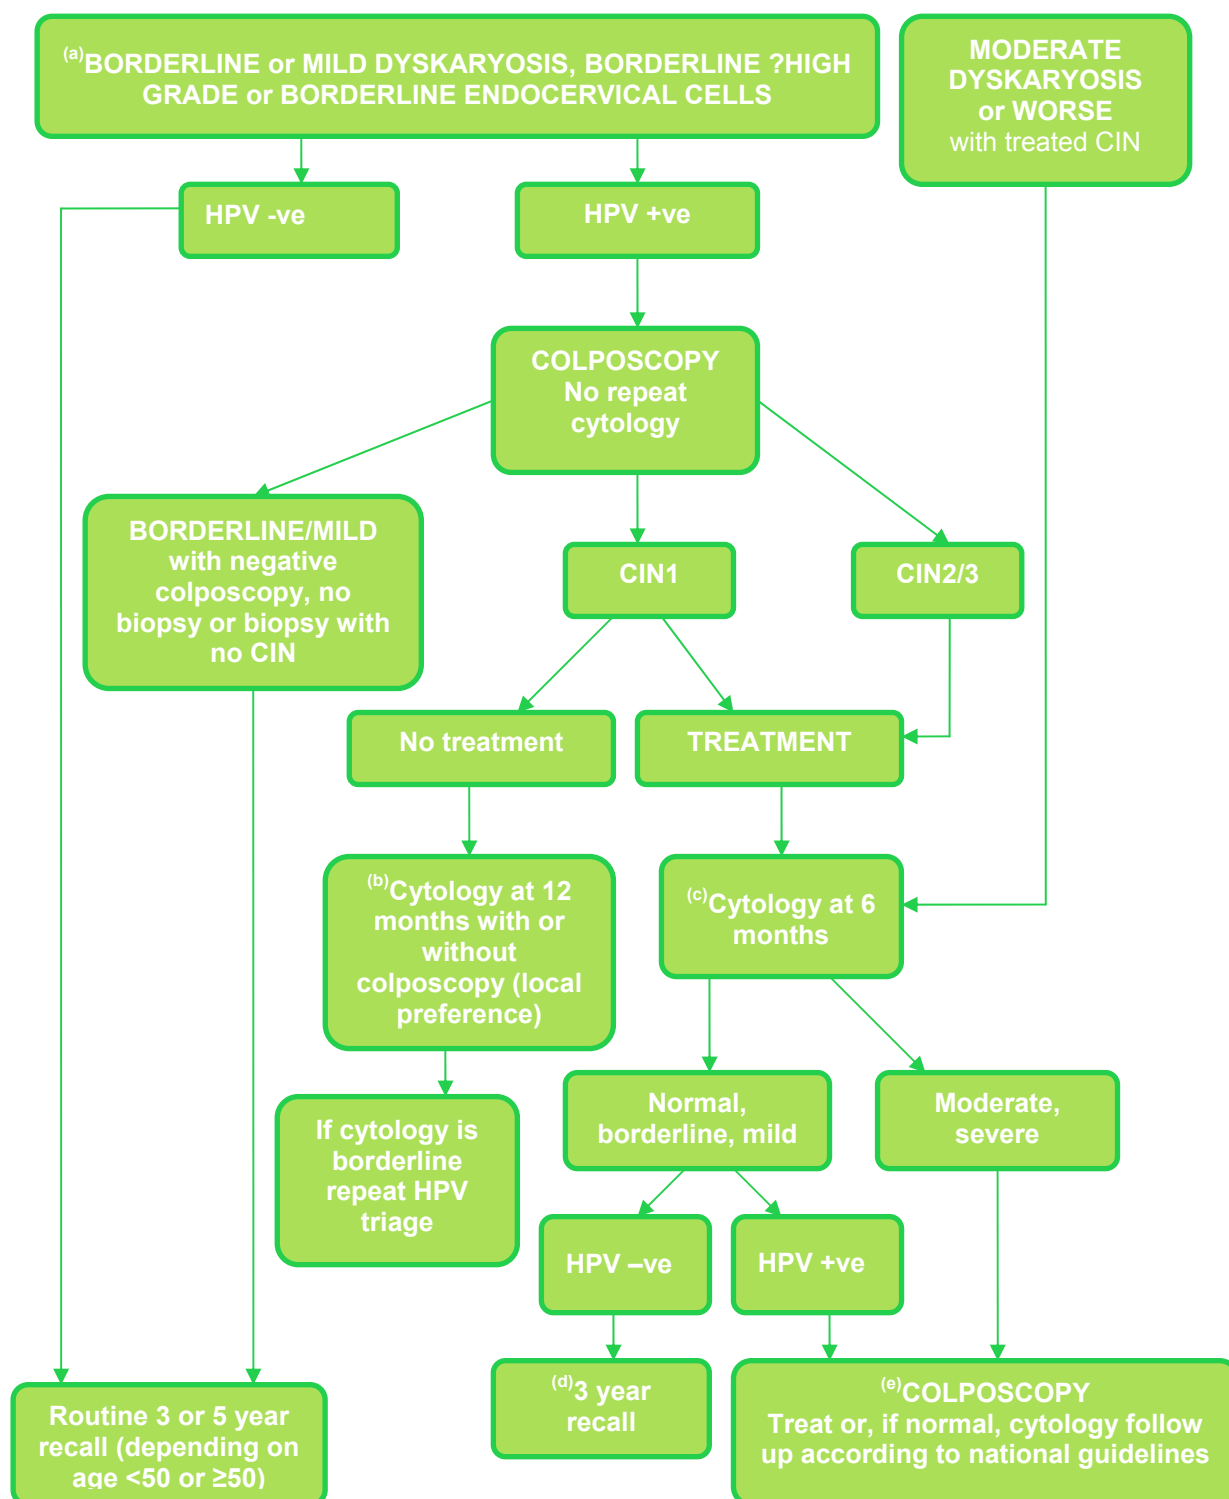 (a)BORDERLINE or MILD DYSKARYOSIS, BORDERLINE ?HIGH
GRADE or BORDERLINE ENDOCERVICAL CELLS
MODERATE
DYSKARYOSIS
or WORSE
with treated CIN
HPV -ve
HPV +ve
COLPOSCOPY
No repeat
cytology
BORDERLINE/MILD
with negative
colposcopy, no
biopsy or biopsy with
no CIN
CIN1
CIN2/3
No treatment
TREATMENT
(b)Cytology at 12
months with or
without
colposcopy (local
preference)
(c)Cytology at 6
months
If cytology is
borderline
repeat HPV
triage
Normal,
borderline, mild
Moderate,
severe
HPV –ve
HPV +ve
Routine 3 or 5 year
recall (depending on
age <50 or ≥50)
(d)3 year
recall
(e)COLPOSCOPY
Treat or, if normal, cytology follow
up according to national guidelines